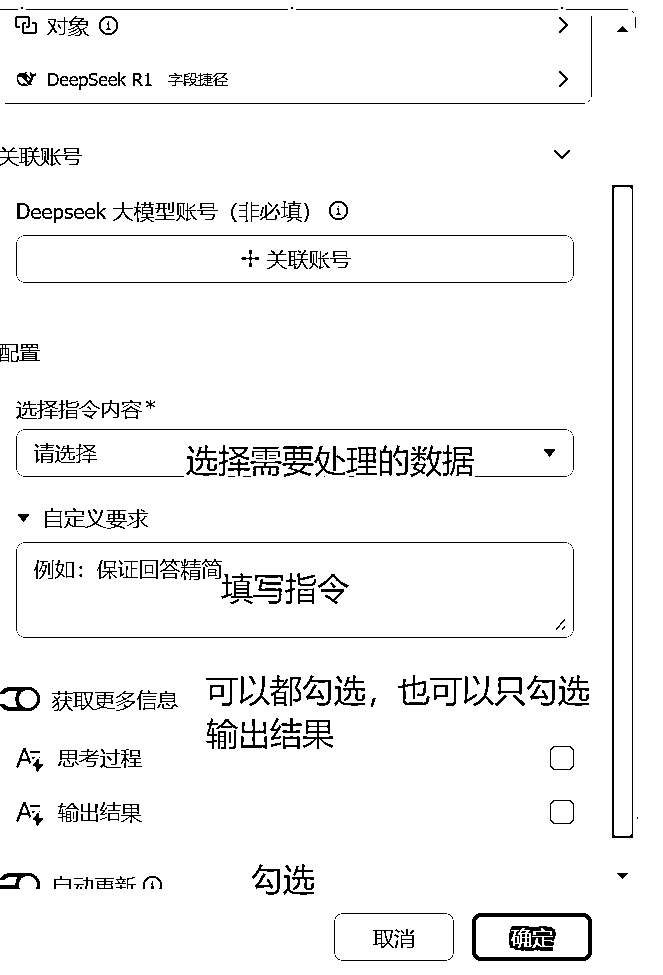 对象
DeepSeek R1 字段捷径
关联账号
Deepseek 大模型账号（非必填）
关联账号
配置
选择指令内容*
请选择 选择需要处理的数据
自定义要求
例如：保证回答精简
填写指令
获取更多信息 可以都勾选，也可以只勾选
输出结果
思考过程
输出结果
自动更新 勾选
取消 确定